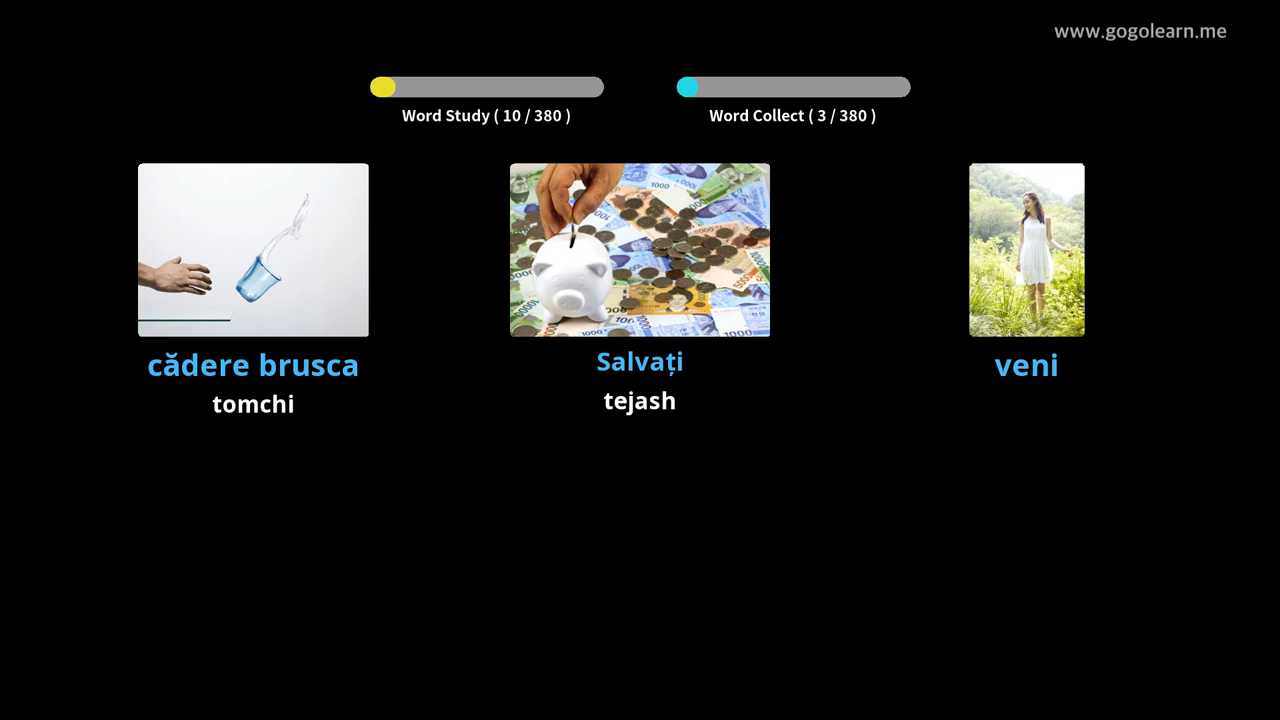 www.gogolearn.me
Word Study ( 10 / 380 )
Word Collect ( 3 / 380 )
cădere brusca
tomchi
Salvați
tejash
veni